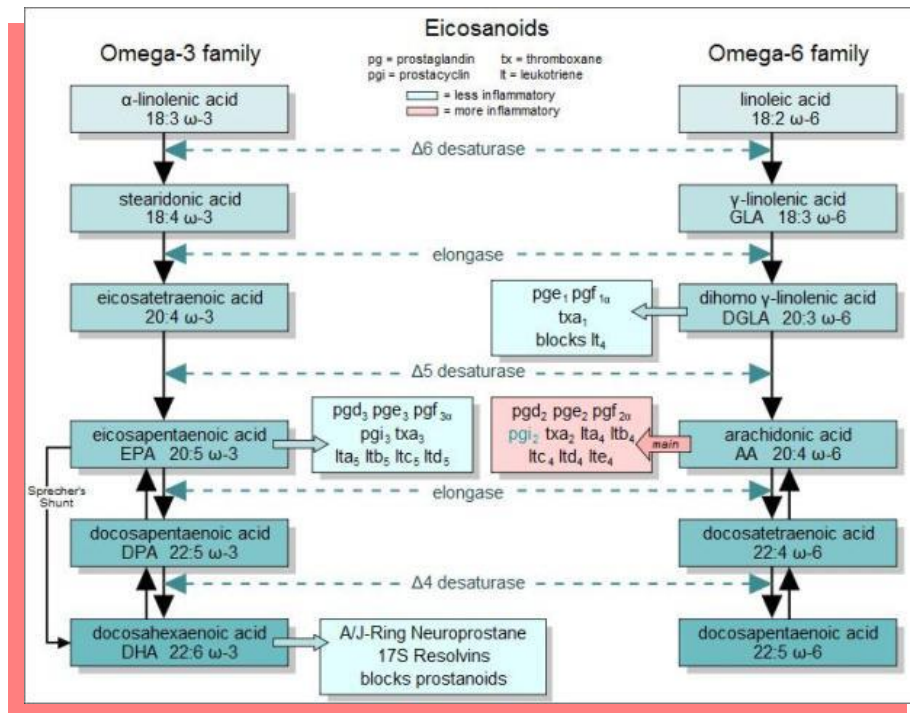 Eicosanoids
Omega-3 family
Omega-6 family
pg = prostaglandin tx = thromboxane
pgi = prostacyclin lt = leukotriene
= less inflammatory
= more inflammatory
α-linolenic acid
18:3 ω-3
linoleic acid
18:2 ω-6
Δ6 desaturase
stearidonic acid
18:4 ω-3
γ-linolenic acid
GLA 18:3 ω-6
elongase
eicosatetraenoic acid
20:4 ω-3
pge₁ pgf₁α
txa₁
blocks lt₄
dihomo γ-linolenic acid
DGLA 20:3 ω-6
Δ5 desaturase
eicosapentaenoic acid
EPA 20:5 ω-3
pgd₃ pge₃ pgf₃α
pgi₃ txa₃
lta₅ ltb₅ ltc₅ ltd₅
pgd₂ pge₂ pgf₂α
pgi₂ txa₂ lta₄ ltb₄
ltc₄ ltd₄ lte₄
main
arachidonic acid
AA 20:4 ω-6
Sprecher's
Shunt
elongase
docosapentaenoic acid
DPA 22:5 ω-3
docosatetraenoic acid
22:4 ω-6
Δ4 desaturase
docosahexaenoic acid
DHA 22:6 ω-3
A/J-Ring Neuroprostane
17S Resolvins
blocks prostanoids
docosapentaenoic acid
22:5 ω-6